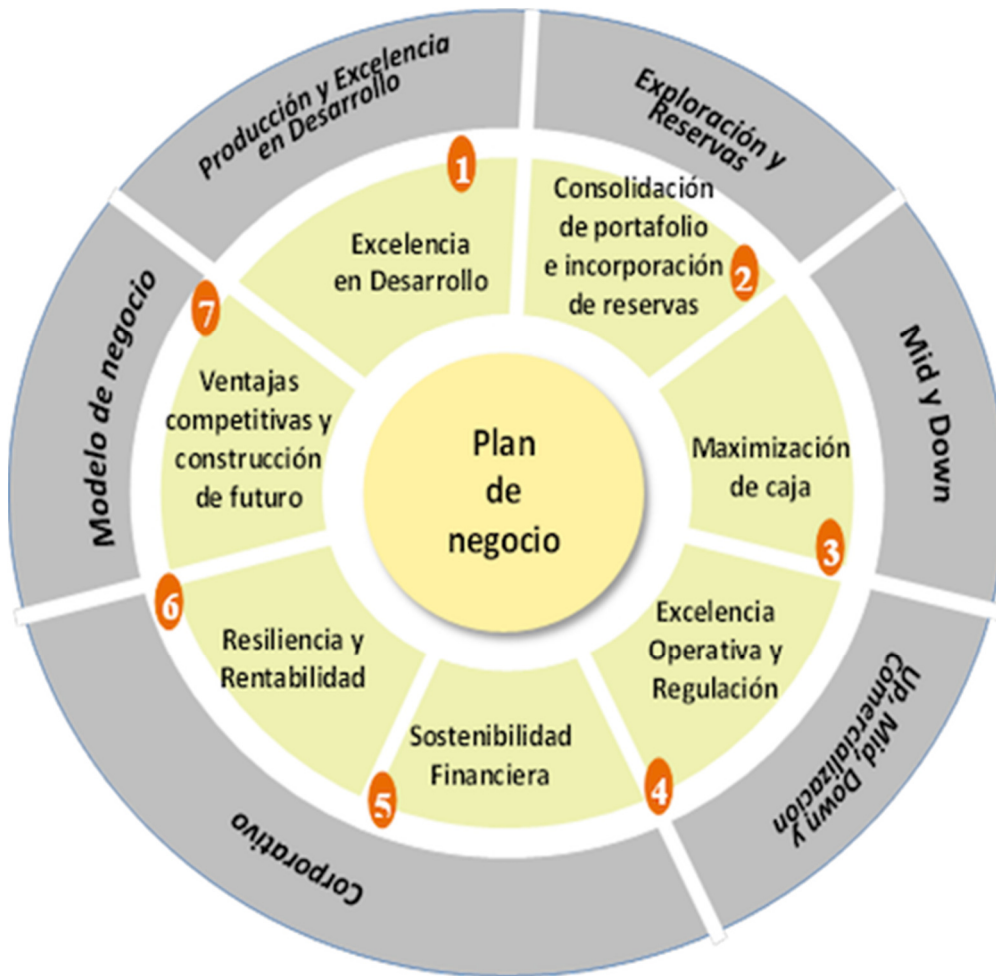 Producción y Excelencia
en Desarrollo
Exploración y
Reservas
Mid y Down
Up, Mid, Down y
Comercialización
Corporativo
Modelo de negocio
1
Excelencia
en Desarrollo
Consolidación
de portafolio
e incorporación
de reservas
2
Maximización
de caja
3
Excelencia
Operativa y
Regulación
4
Sostenibilidad
Financiera
5
Resiliencia y
Rentabilidad
6
Ventajas
competitivas y
construcción
de futuro
7
Plan
de
negocio